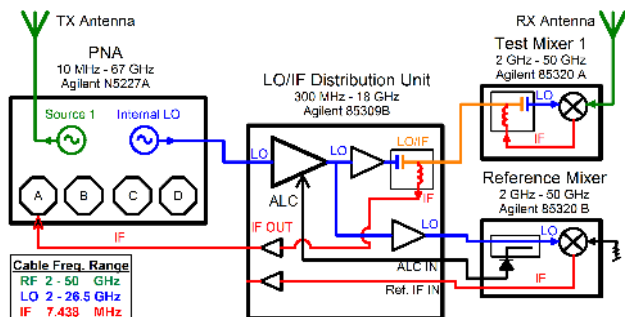 TX Antenna
RX Antenna
PNA
10 MHz - 67 GHz
Agilent N5227A
Source 1
Internal LO
A
B
C
D
LO/IF Distribution Unit
300 MHz - 18 GHz
Agilent 85309B
LO
LO
LO/IF
ALC
IF
IF OUT
IF
LO
ALC IN
Ref. IF IN
Test Mixer 1
2 GHz - 50 GHz
Agilent 85320 A
LO
IF
Reference Mixer
2 GHz - 50 GHz
Agilent 85320 B
LO
IF
Cable Freq. Range
RF 2 - 50 GHz
LO 2 - 26.5 GHz
IF 7.438 MHz